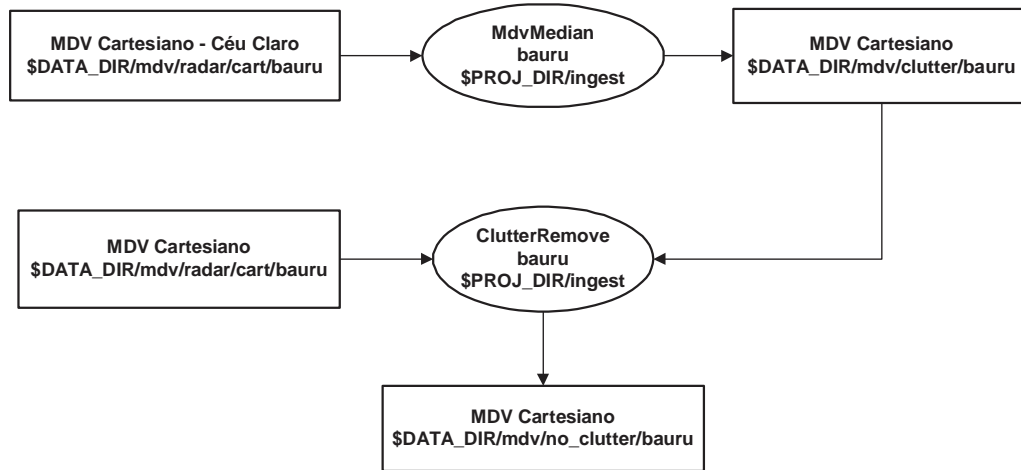 MDV Cartesiano - Céu Claro
$DATA_DIR/mdv/radar/cart/bauru
MdvMedian
bauru
$PROJ_DIR/ingest
MDV Cartesiano
$DATA_DIR/mdv/clutter/bauru
MDV Cartesiano
$DATA_DIR/mdv/radar/cart/bauru
ClutterRemove
bauru
$PROJ_DIR/ingest
MDV Cartesiano
$DATA_DIR/mdv/no_clutter/bauru